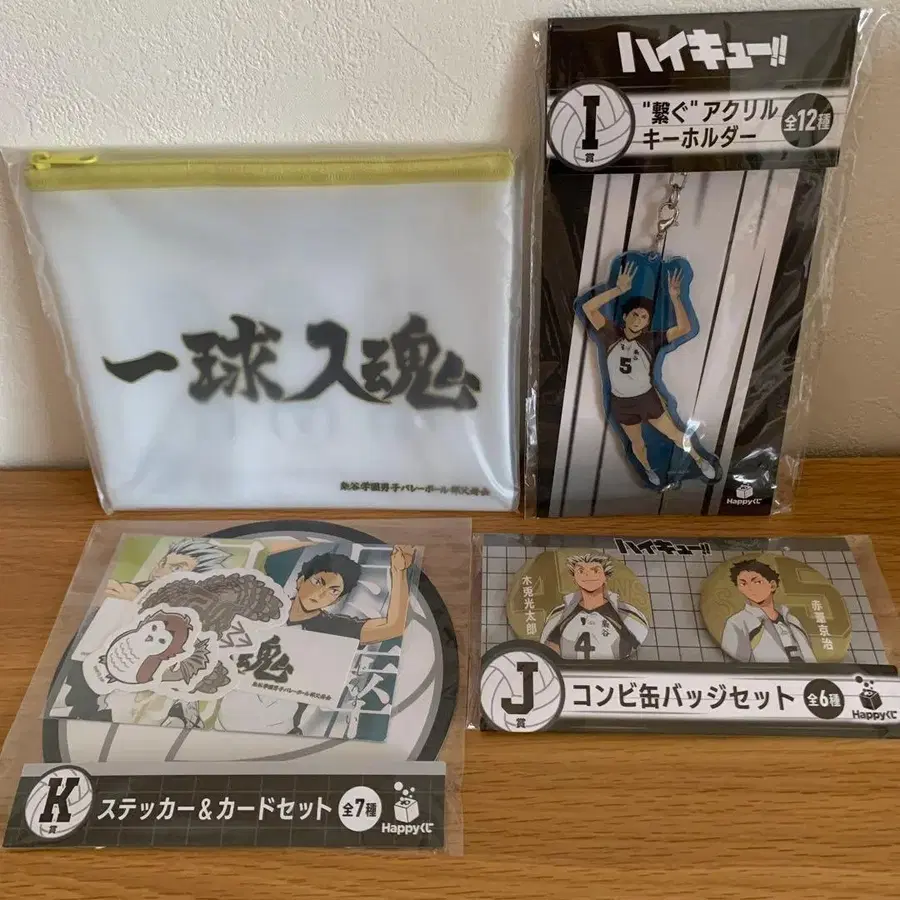 一球入魂
梟谷学園男子バレーボール部父母会
ハイキュー!!
I
賞
"繋ぐ"アクリル
キーホルダー
全12種
5
Happyくじ
魂
梟谷学園男子バレーボール部父母会
K
賞
ステッカー&カードセット
全7種
Happyくじ
ハイキュー!!
木兎光太郎
梟谷
4
赤葦京治
J
賞
コンビ缶バッジセット
全6種
Happyくじ